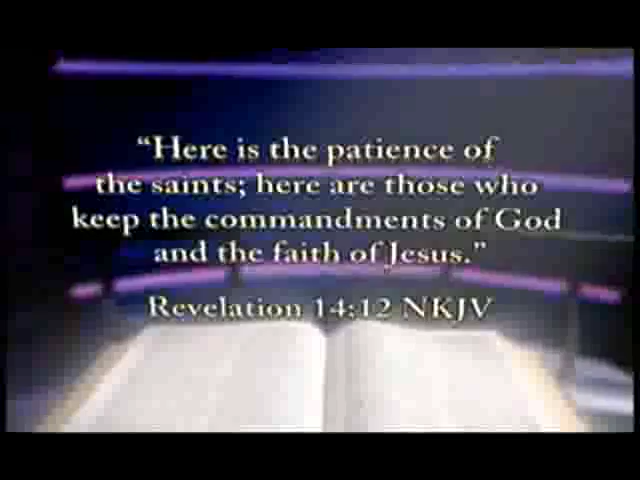 “Here is the patience of
the saints; here are those who
keep the commandments of God
and the faith of Jesus.”
Revelation 14:12 NKJV